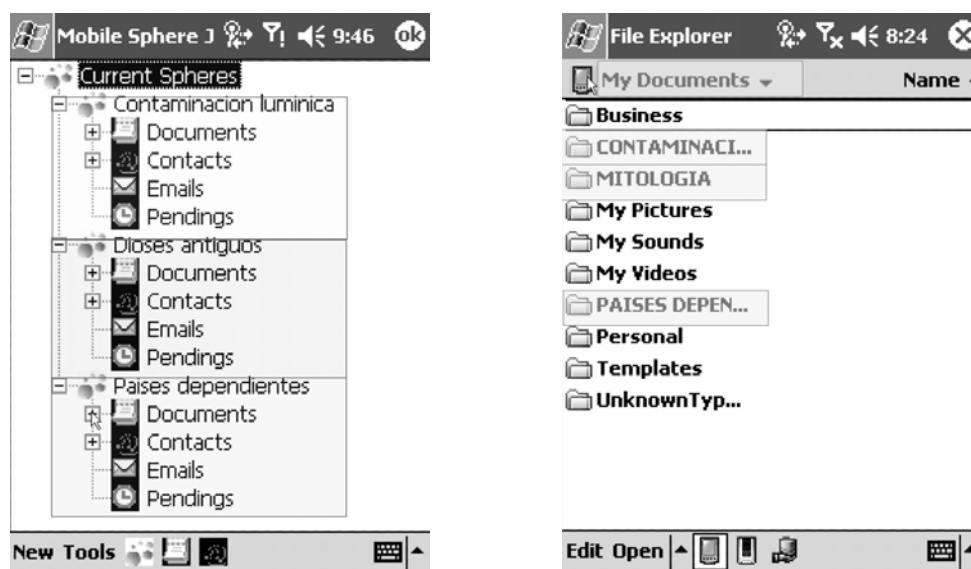 Mobile Sphere J 9:46 ok
Current Spheres
Contaminacion luminica
Documents
Contacts
Emails
Pendings
Dioses antiguos
Documents
Contacts
Emails
Pendings
Paises dependientes
Documents
Contacts
Emails
Pendings
New Tools
File Explorer 8:24
My Documents Name
Business
CONTAMINACI...
MITOLOGIA
My Pictures
My Sounds
My Videos
PAISES DEPEN...
Personal
Templates
UnknownTyp...
Edit Open